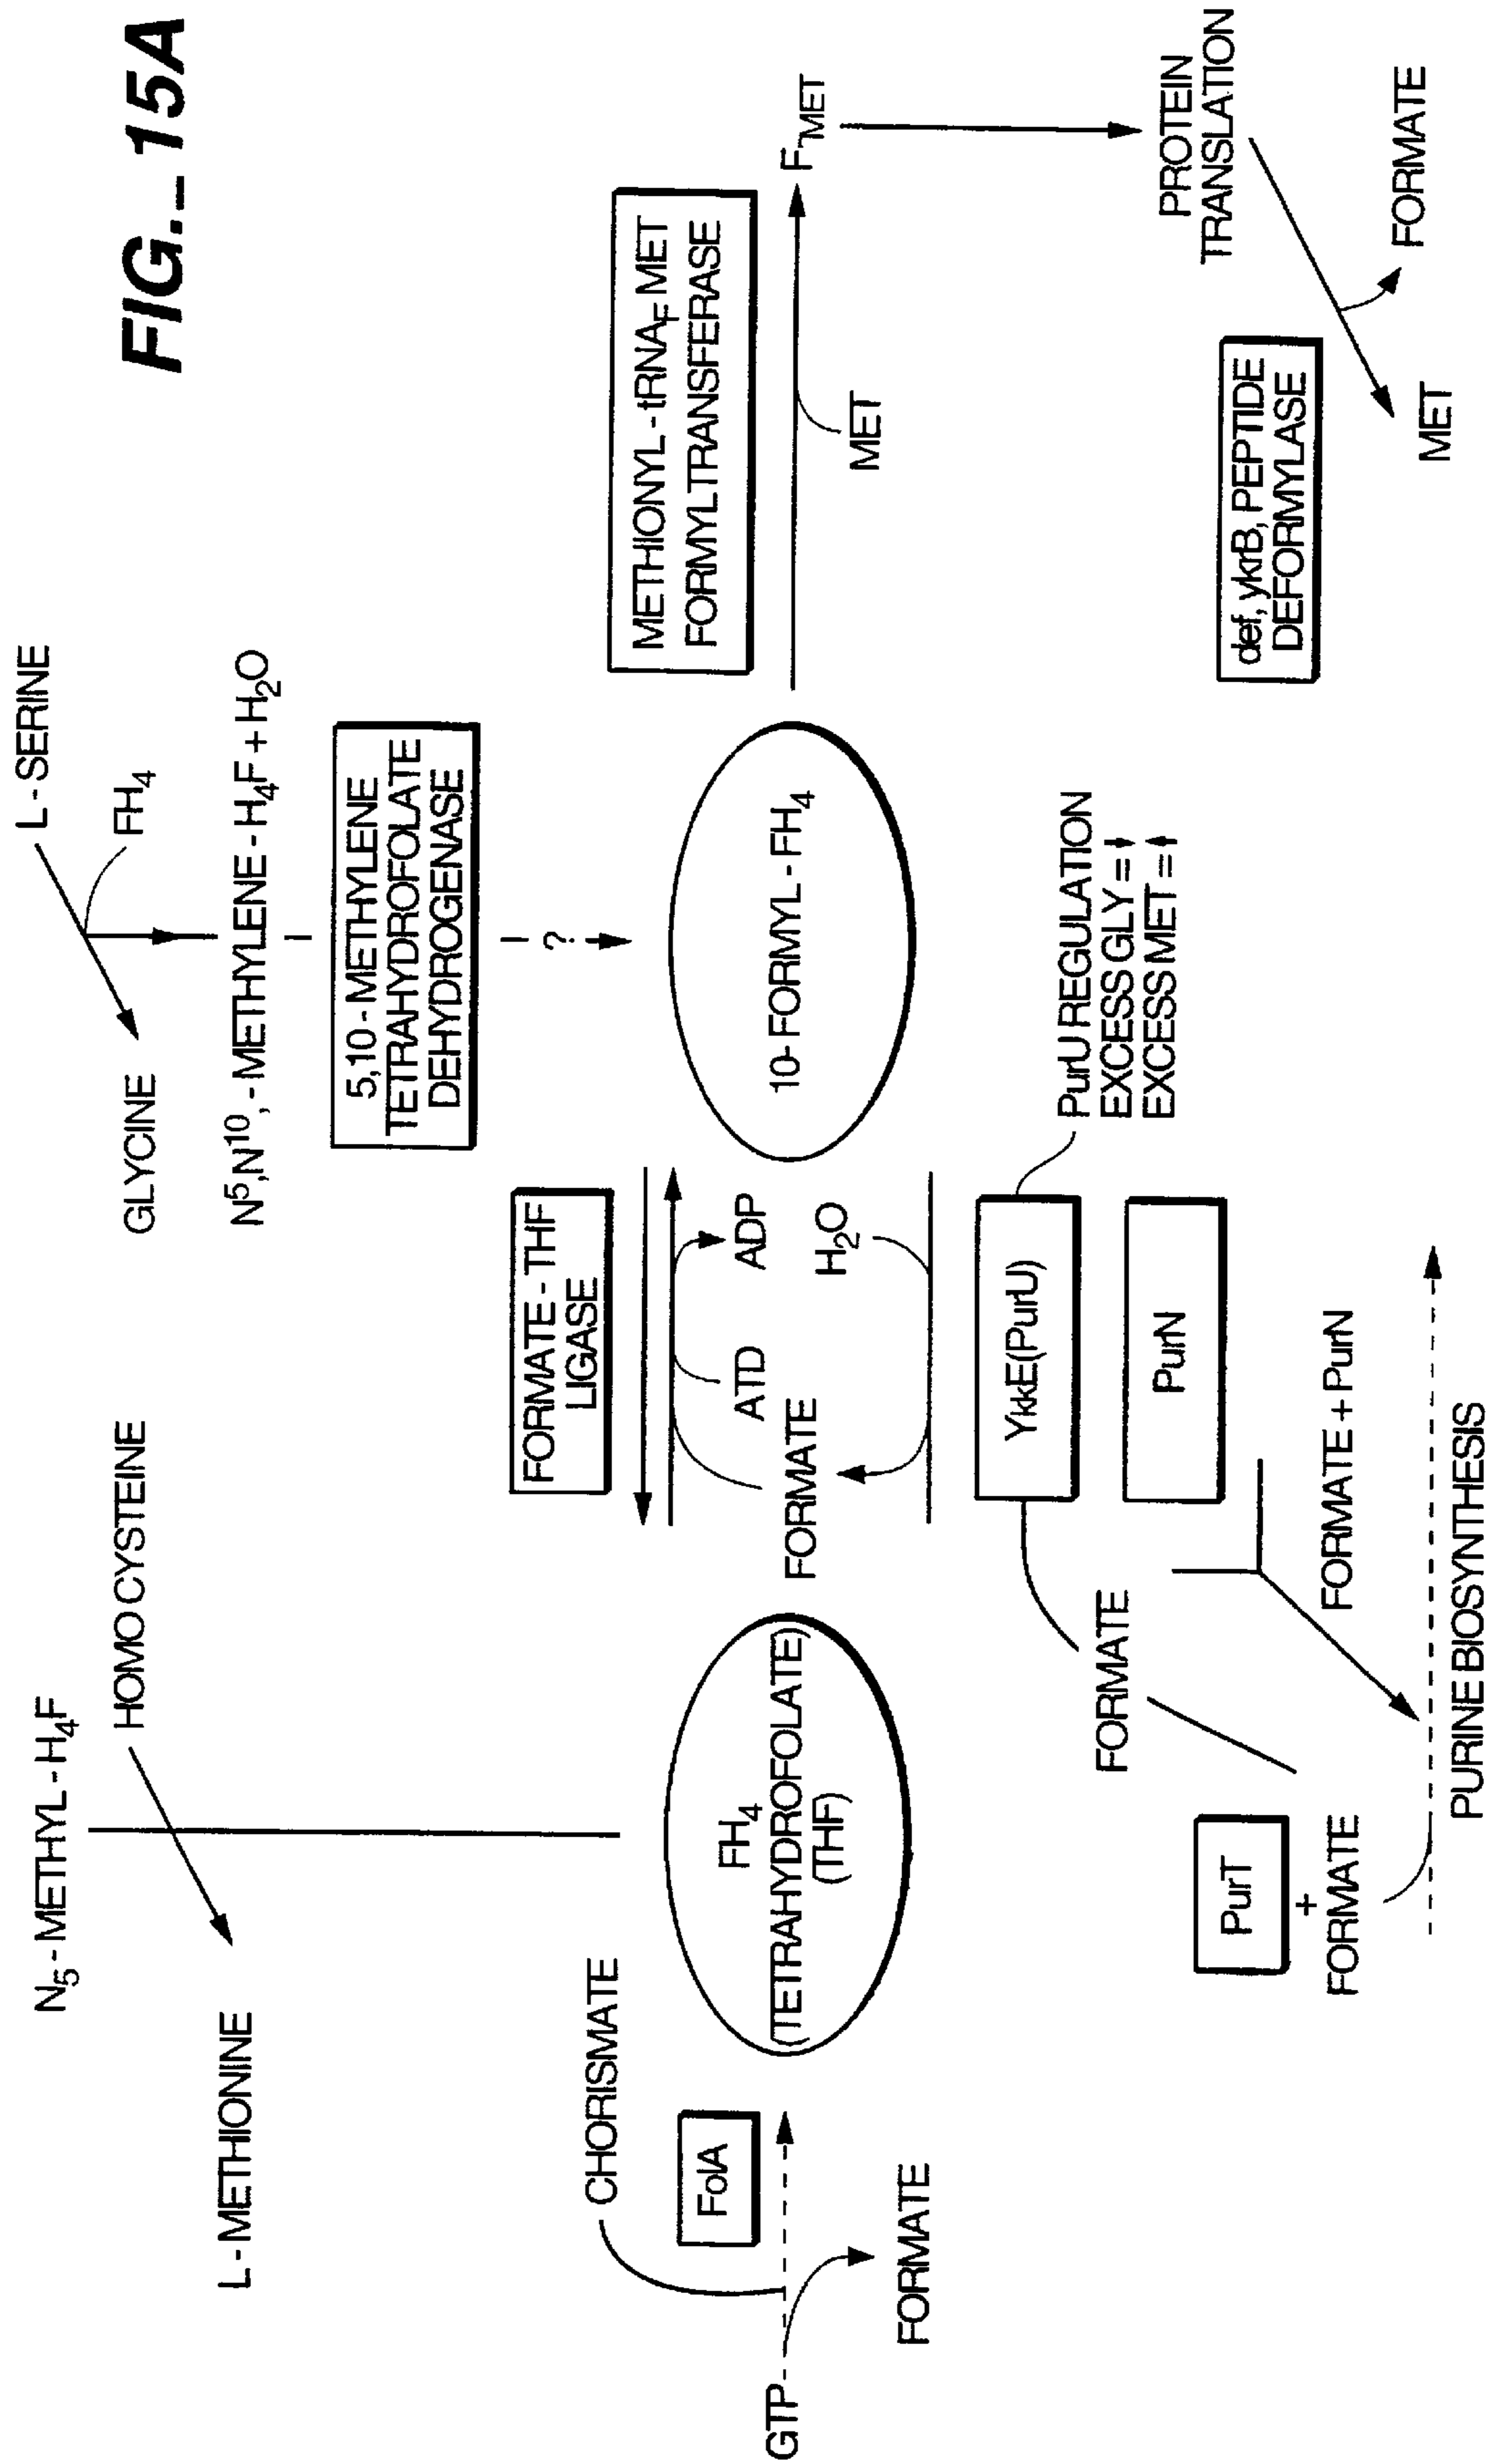 FIG._15A
N5-METHYL-H4F
HOMOCYSTEINE
L-METHIONINE
L-SERINE
FH4
GLYCINE
N5,N10,-METHYLENE-H4F+H2O
5,10-METHYLENE
TETRAHYDROFOLATE
DEHYDROGENASE
?
CHORISMATE
FolA
GTP
FORMATE
FH4
(TETRAHYDROFOLATE)
(THF)
FORMATE-THF
LIGASE
ATD
ADP
FORMATE
H2O
10-FORMYL-FH4
METHIONYL-tRNAF MET
FORMYLTRANSFERASE
MET
FMET
PROTEIN
TRANSLATION
def, ykrB, PEPTIDE
DEFORMYLASE
MET
FORMATE
YkkE(PurU)
PurU REGULATION
EXCESS GLY = ↓
EXCESS MET = ↑
PurN
FORMATE
PurT
+
FORMATE
FORMATE + PurN
PURINE BIOSYNTHESIS